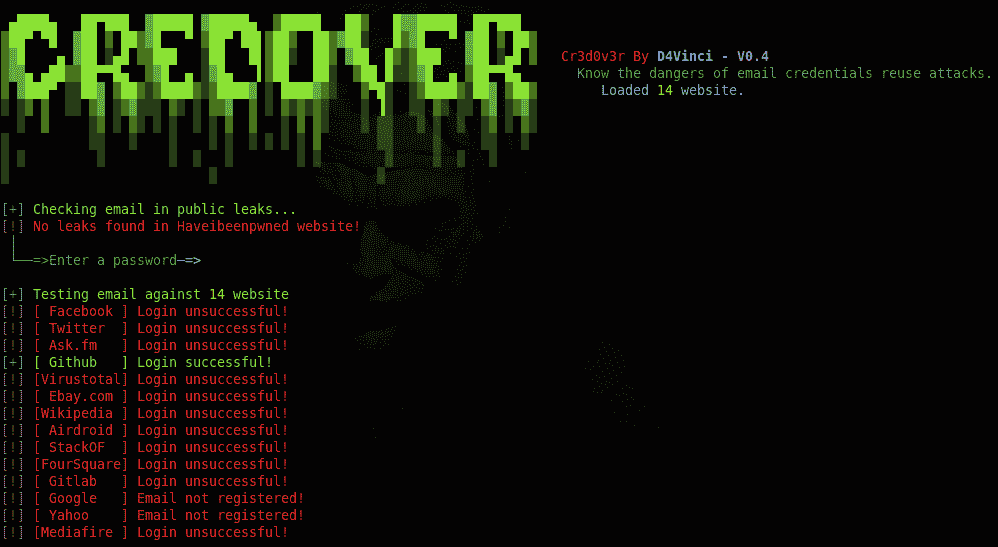 CR3D0V3R
Cr3d0v3r By D4Vinci - V0.4
Know the dangers of email credentials reuse attacks.
Loaded 14 website.
[+] Checking email in public leaks...
[!] No leaks found in Haveibeenpwned website!
└──=>Enter a password─=>
[+] Testing email against 14 website
[!] [ Facebook ] Login unsuccessful!
[!] [ Twitter ] Login unsuccessful!
[!] [ Ask.fm ] Login unsuccessful!
[+] [ Github ] Login successful!
[!] [Virustotal] Login unsuccessful!
[!] [ Ebay.com ] Login unsuccessful!
[!] [Wikipedia ] Login unsuccessful!
[!] [ Airdroid ] Login unsuccessful!
[!] [ StackOF ] Login unsuccessful!
[!] [FourSquare] Login unsuccessful!
[!] [ Gitlab ] Login unsuccessful!
[!] [ Google ] Email not registered!
[!] [ Yahoo ] Email not registered!
[!] [Mediafire ] Login unsuccessful!